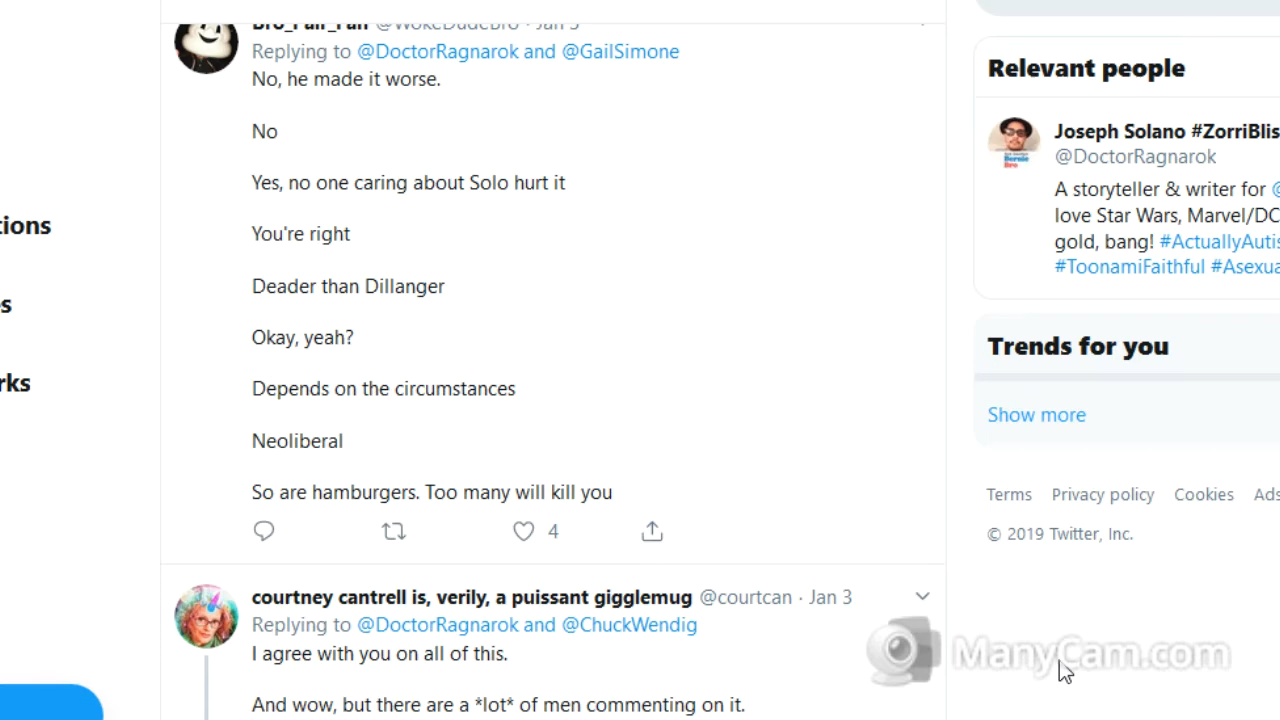 Bro_Fair_Fan @WokeDudeBro · Jan 3
Replying to @DoctorRagnarok and @GailSimone
No, he made it worse.
No
Yes, no one caring about Solo hurt it
You're right
Deader than Dillanger
Okay, yeah?
Depends on the circumstances
Neoliberal
So are hamburgers. Too many will kill you
4
courtney cantrell is, verily, a puissant gigglemug @courtcan · Jan 3
Replying to @DoctorRagnarok and @ChuckWendig
I agree with you on all of this.
And wow, but there are a *lot* of men commenting on it.
tions
s
rks
Relevant people
Joseph Solano #ZorriBlis
@DoctorRagnarok
A storyteller & writer for @
love Star Wars, Marvel/DC
gold, bang! #ActuallyAutis
#ToonamiFaithful #Asexua
Trends for you
Show more
Terms Privacy policy Cookies Ads
© 2019 Twitter, Inc.
ManyCam.com